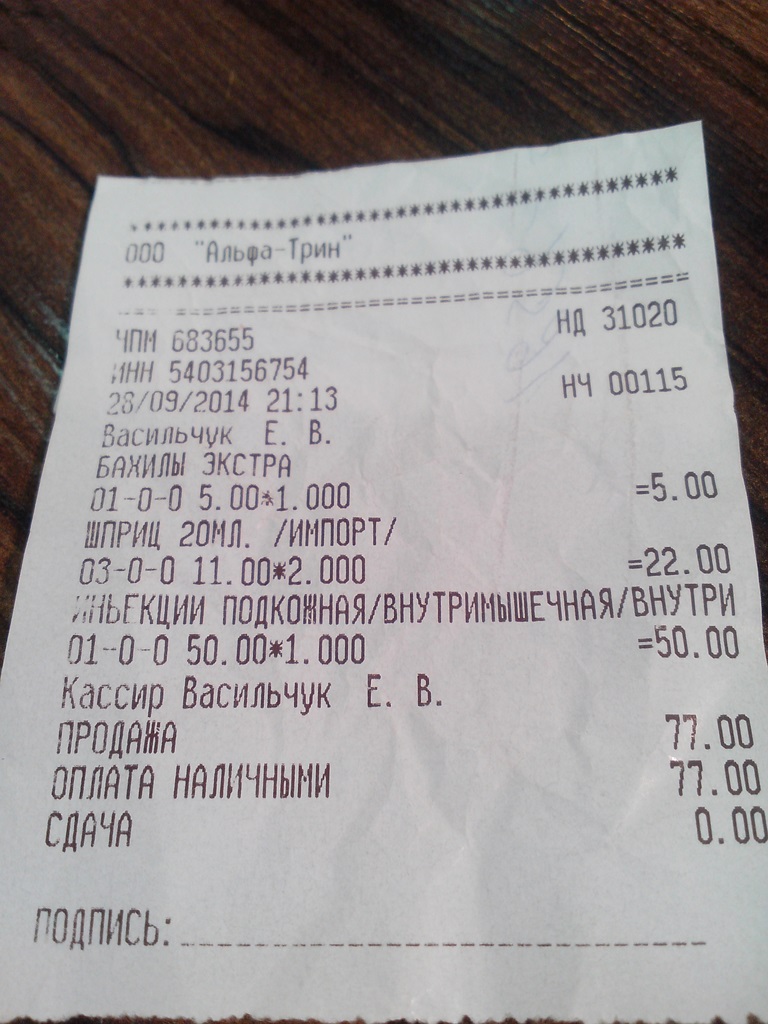 ****************************************
ООО "Альфа-Трин"
****************************************
========================================
ЧПМ 683655 НД 31020
ИНН 5403156754
28/09/2014 21:13 НЧ 00115
Васильчук Е. В.
БАХИЛЫ ЭКСТРА
01-0-0 5.00*1.000 =5.00
ШПРИЦ 20МЛ. /ИМПОРТ/
03-0-0 11.00*2.000 =22.00
ИНЬЕКЦИИ ПОДКОЖНАЯ/ВНУТРИМЫШЕЧНАЯ/ВНУТРИ
01-0-0 50.00*1.000 =50.00
Кассир Васильчук Е. В.
ПРОДАЖА 77.00
ОПЛАТА НАЛИЧНЫМИ 77.00
СДАЧА 0.00
ПОДПИСЬ:________________________________